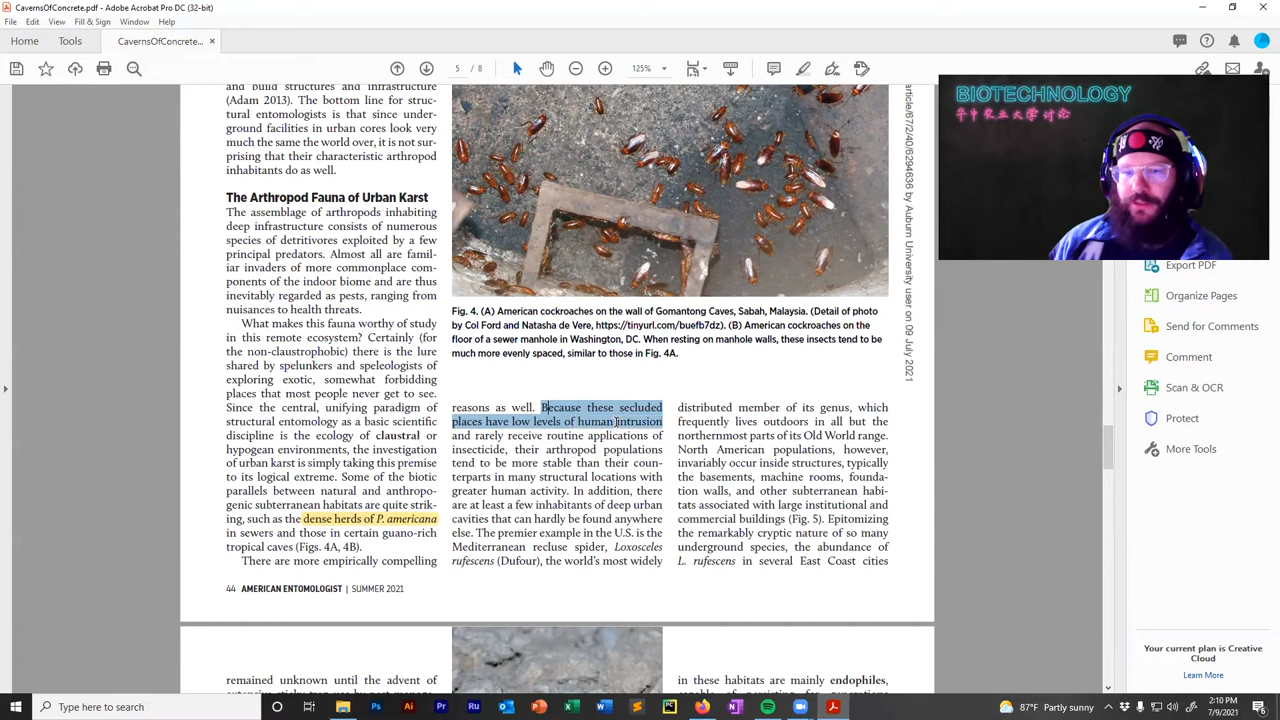 CavernsOfConcrete.pdf - Adobe Acrobat Pro DC (32-bit)
File Edit View Fill & Sign Window Help
Home Tools CavernsOfConcrete... ×
5 / 8 125%
and build structures and infrastructure
(Adam 2013). The bottom line for struc-
tural entomologists is that since under-
ground facilities in urban cores look very
much the same the world over, it is not sur-
prising that their characteristic arthropod
inhabitants do as well.
The Arthropod Fauna of Urban Karst
The assemblage of arthropods inhabiting
deep infrastructure consists of numerous
species of detritivores exploited by a few
principal predators. Almost all are famil-
iar invaders of more commonplace com-
ponents of the indoor biome and are thus
inevitably regarded as pests, ranging from
nuisances to health threats.
What makes this fauna worthy of study
in this remote ecosystem? Certainly (for
the non-claustrophobic) there is the lure
shared by spelunkers and speleologists of
exploring exotic, somewhat forbidding
places that most people never get to see.
Since the central, unifying paradigm of
structural entomology as a basic scientific
discipline is the ecology of claustral or
hypogean environments, the investigation
of urban karst is simply taking this premise
to its logical extreme. Some of the biotic
parallels between natural and anthropo-
genic subterranean habitats are quite strik-
ing, such as the dense herds of P. americana
in sewers and those in certain guano-rich
tropical caves (Figs. 4A, 4B).
There are more empirically compelling
Fig. 4. (A) American cockroaches on the wall of Gomantong Caves, Sabah, Malaysia. (Detail of photo
by Col Ford and Natasha de Vere, https://tinyurl.com/buefb7dz). (B) American cockroaches on the
floor of a sewer manhole in Washington, DC. When resting on manhole walls, these insects tend to be
much more evenly spaced, similar to those in Fig. 4A.
reasons as well. Because these secluded
places have low levels of human intrusion
and rarely receive routine applications of
insecticide, their arthropod populations
tend to be more stable than their coun-
terparts in many structural locations with
greater human activity. In addition, there
are at least a few inhabitants of deep urban
cavities that can hardly be found anywhere
else. The premier example in the U.S. is the
Mediterranean recluse spider, Loxosceles
rufescens (Dufour), the world's most widely
distributed member of its genus, which
frequently lives outdoors in all but the
northernmost parts of its Old World range.
North American populations, however,
invariably occur inside structures, typically
the basements, machine rooms, founda-
tion walls, and other subterranean habi-
tats associated with large institutional and
commercial buildings (Fig. 5). Epitomizing
the remarkably cryptic nature of so many
underground species, the abundance of
L. rufescens in several East Coast cities
article/67/2/40/6294636 by Auburn University user on 09 July 2021
44 AMERICAN ENTOMOLOGIST | SUMMER 2021
remained unknown until the advent of
in these habitats are mainly endophiles,
BIOTECHNOLOGY
华中农业大学讨论
Export PDF
Organize Pages
Send for Comments
Comment
Scan & OCR
Protect
More Tools
Your current plan is Creative
Cloud
Learn More
Type here to search
87°F Partly sunny
2:10 PM
7/9/2021